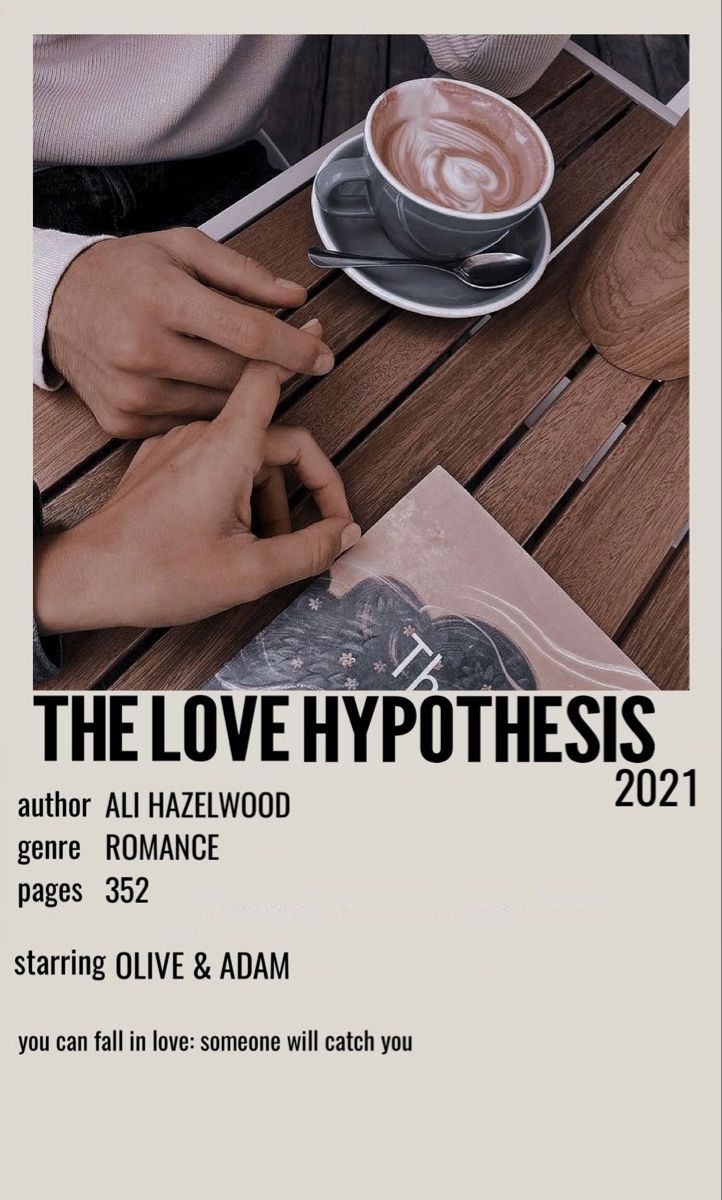 Th
THE LOVE HYPOTHESIS
2021
author ALI HAZELWOOD
genre ROMANCE
pages 352
starring OLIVE & ADAM
you can fall in love: someone will catch you